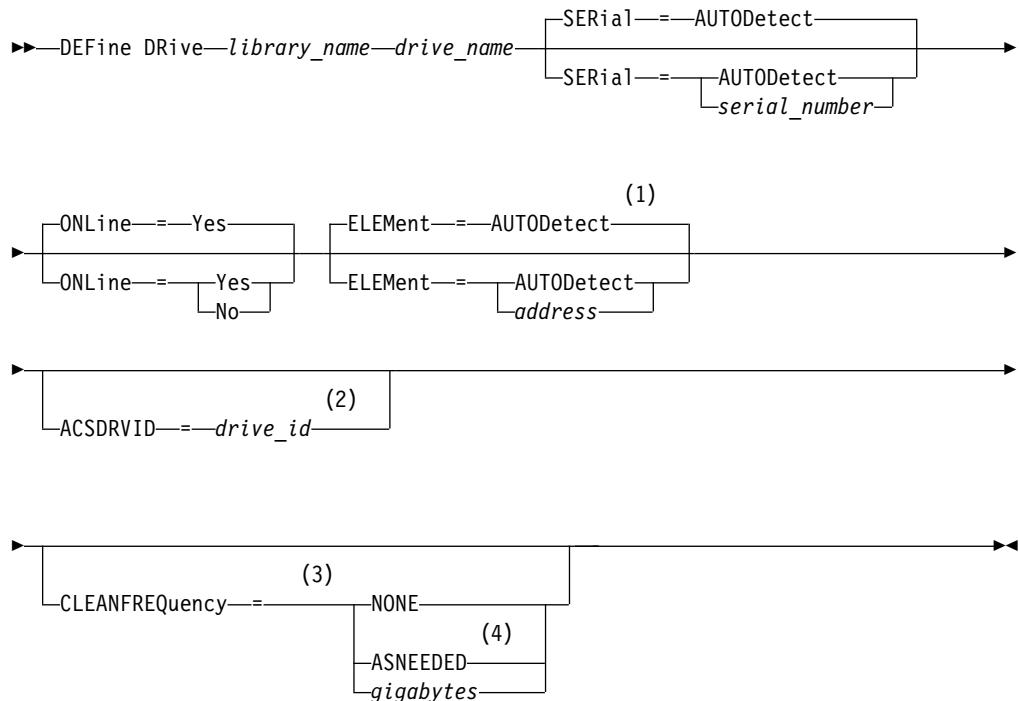 SERial = AUTODetect
DEFine DRive library_name drive_name
SERial = AUTODetect
serial_number
(1)
ONLine = Yes ELEMent = AUTODetect
ONLine = Yes ELEMent = AUTODetect
No address
(2)
ACSDRVID = drive_id
(3)
CLEANFREQuency = NONE
(4)
ASNEEDED
gigabytes